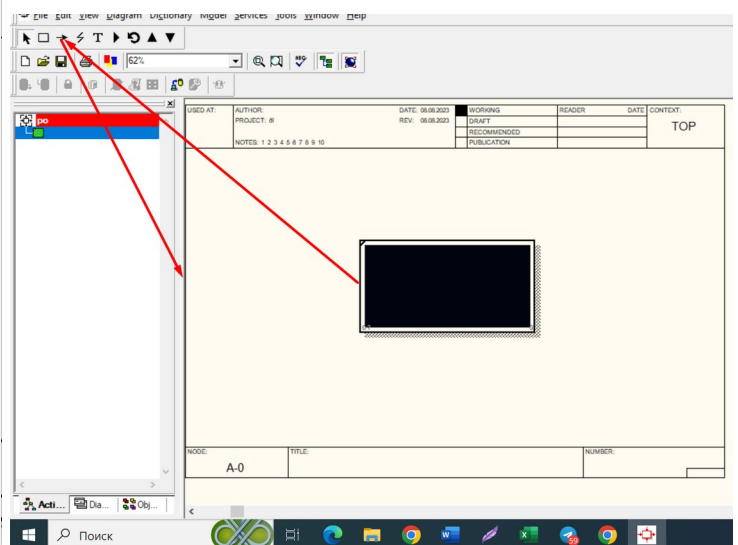 File Edit View Diagram Dictionary Model Services Tools Window Help
T
62%
ABC
po
USED AT: AUTHOR: DATE: 08.08.2023 WORKING READER DATE CONTEXT:
PROJECT: REV: 08.08.2023 DRAFT TOP
RECOMMENDED
NOTES: 1 2 3 4 5 6 7 8 9 10 PUBLICATION
NODE: TITLE: NUMBER:
A-0
Acti... Dia... Obj...
Поиск
59